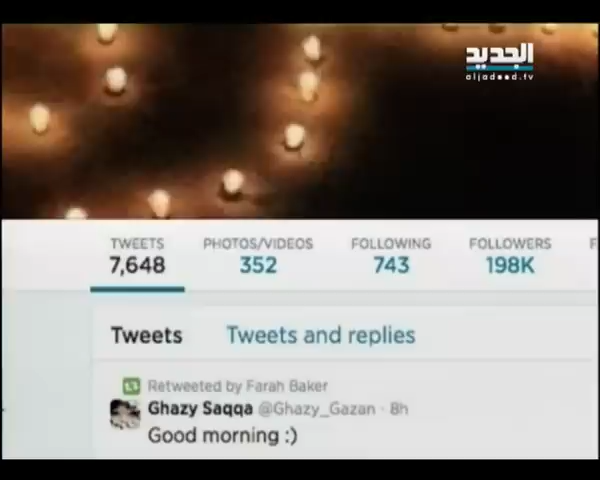 الجديد
aljadeed.tv
TWEETS PHOTOS/VIDEOS FOLLOWING FOLLOWERS F
7,648 352 743 198K
Tweets Tweets and replies
Retweeted by Farah Baker
Ghazy Saqqa @Ghazy_Gazan · 8h
Good morning :)